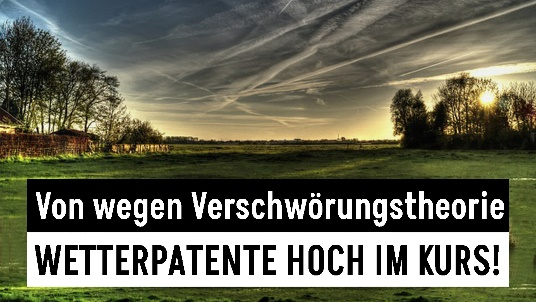 Von wegen Verschwörungstheorie
WETTERPATENTE HOCH IM KURS!